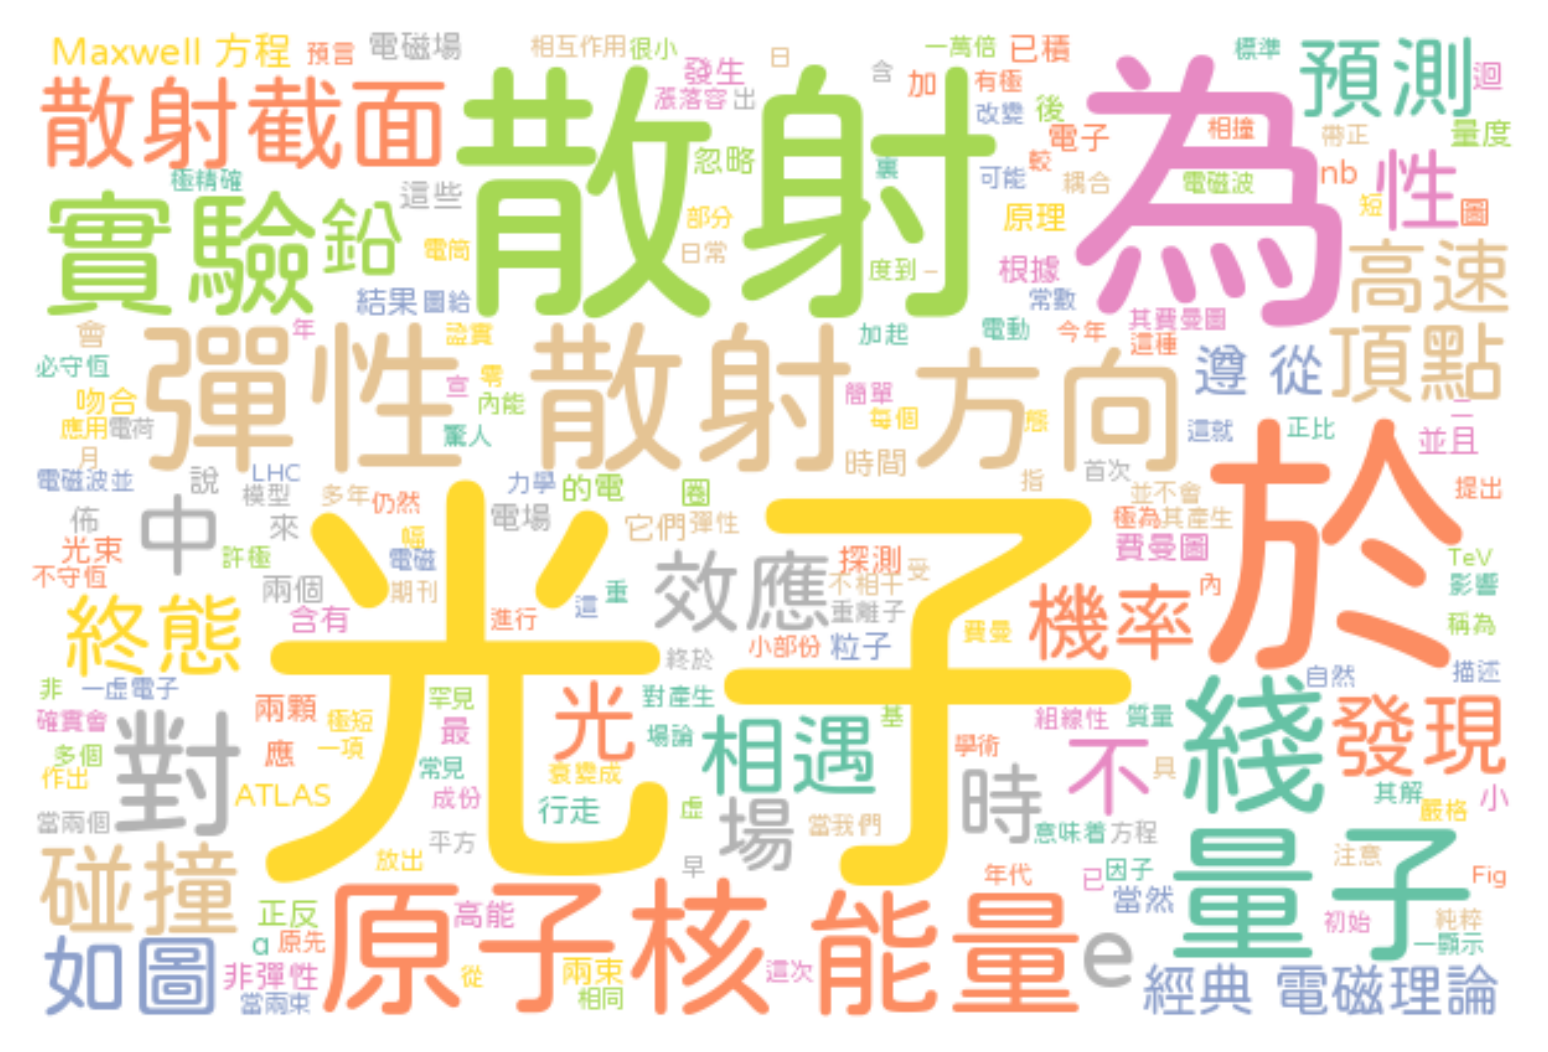 Maxwell 方程 預言 電磁場 相互作用 很小 日 一萬倍 已積 標準
散射截面 散射 為 預測 迴
發生 漲落容 出 含 加 有極 改變 後 電子 相撞 帶正 量度
極精確 這些 忽略 裏 可能 較 耦合 電磁波 nb 性 短 圖
實驗 鉛 電筒 部分 日常 原理 高速
結果 圖給 度到 一 根據 常數 其費曼圖
會 年 證實 加起 電動 今年 這種
必守恆 彈性 散射 方向 遵從 頂點
吻合 宣 零 內能 簡單 每個 態 二
應用 電荷 驚人 這就 正比 並且
月 時間 首次
電磁波並 說 LHC 模型 多年 仍然 力學 的電 圈 指 並不會 提出 於
佈 中 來 幅 電場 它們 彈性 極為 其產生
光束 許極 電磁 效應 探測 費曼圖 TeV
不守恆 兩個 期刊 這 重 不相干 受 內 影響
終態 含有 光子 進行 重離子 機率 稱為
小部份 粒子 費曼
終於 自然 描述
非 一虛電子 罕見 對產生 基 綫
確實會 兩顆 極短 光 場論 相遇 組線性 質量 發現
多個 對 應 一項 最 常見 衰變成 學術 不 具
作出 ATLAS 成份 行走 虛 時 其解 嚴格 小
當兩個 平方 場 當我們 意味着 方程
碰撞 放出 早 年代 已 因子 量子 注意 Fig
正反 高能 原子核 能量 e 當然 初始 純粹
α 原先 一顯示
如圖 非彈性 從 兩束 這次 經典 電磁理論
當兩束 相同